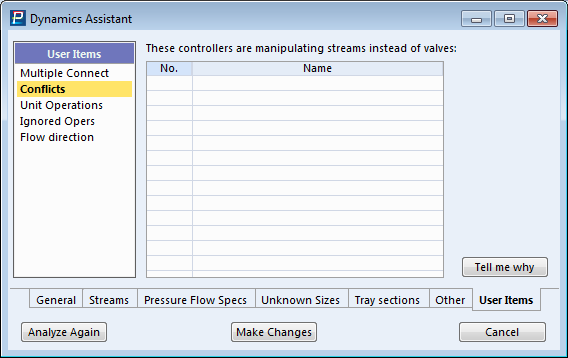 Dynamics Assistant
User Items
Multiple Connect
Conflicts
Unit Operations
Ignored Opers
Flow direction
These controllers are manipulating streams instead of valves:
No. Name
Tell me why
General Streams Pressure Flow Specs Unknown Sizes Tray sections Other User Items
Analyze Again Make Changes Cancel